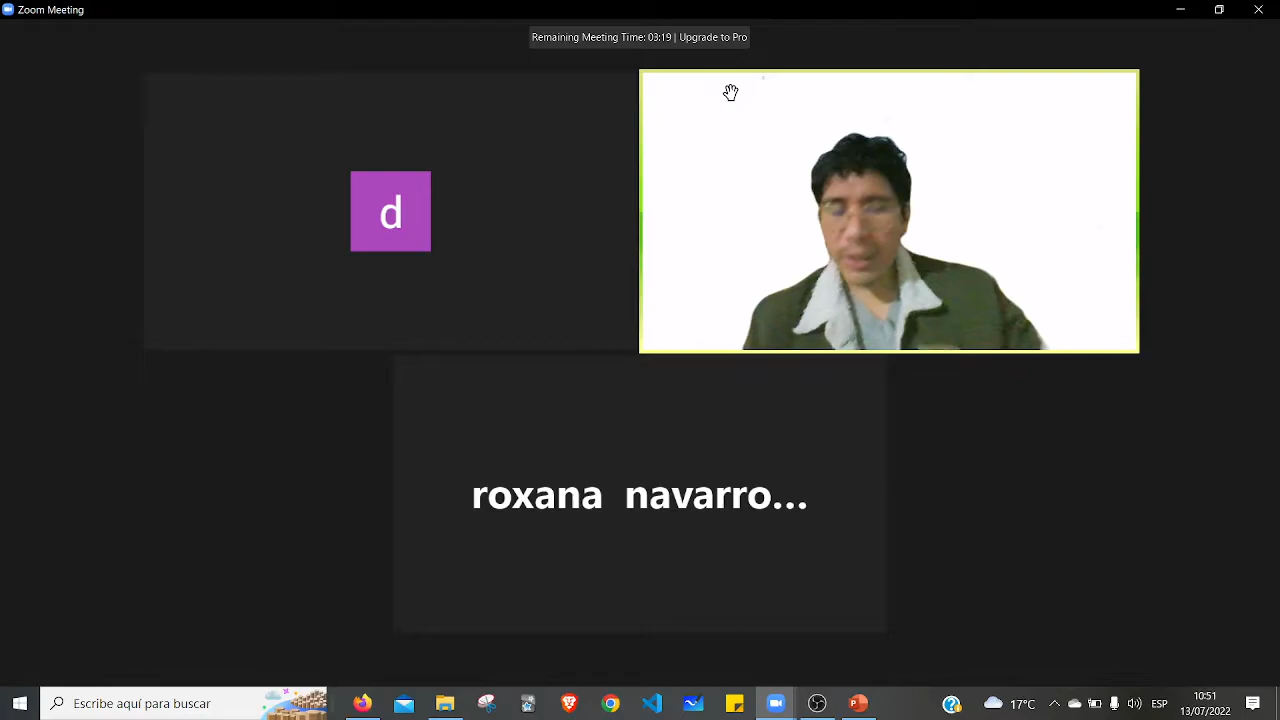 Zoom Meeting
Remaining Meeting Time: 03:19 | Upgrade to Pro
d
roxana navarro...
Escribe aquí para buscar
17°C
ESP
10:51
13/07/2022